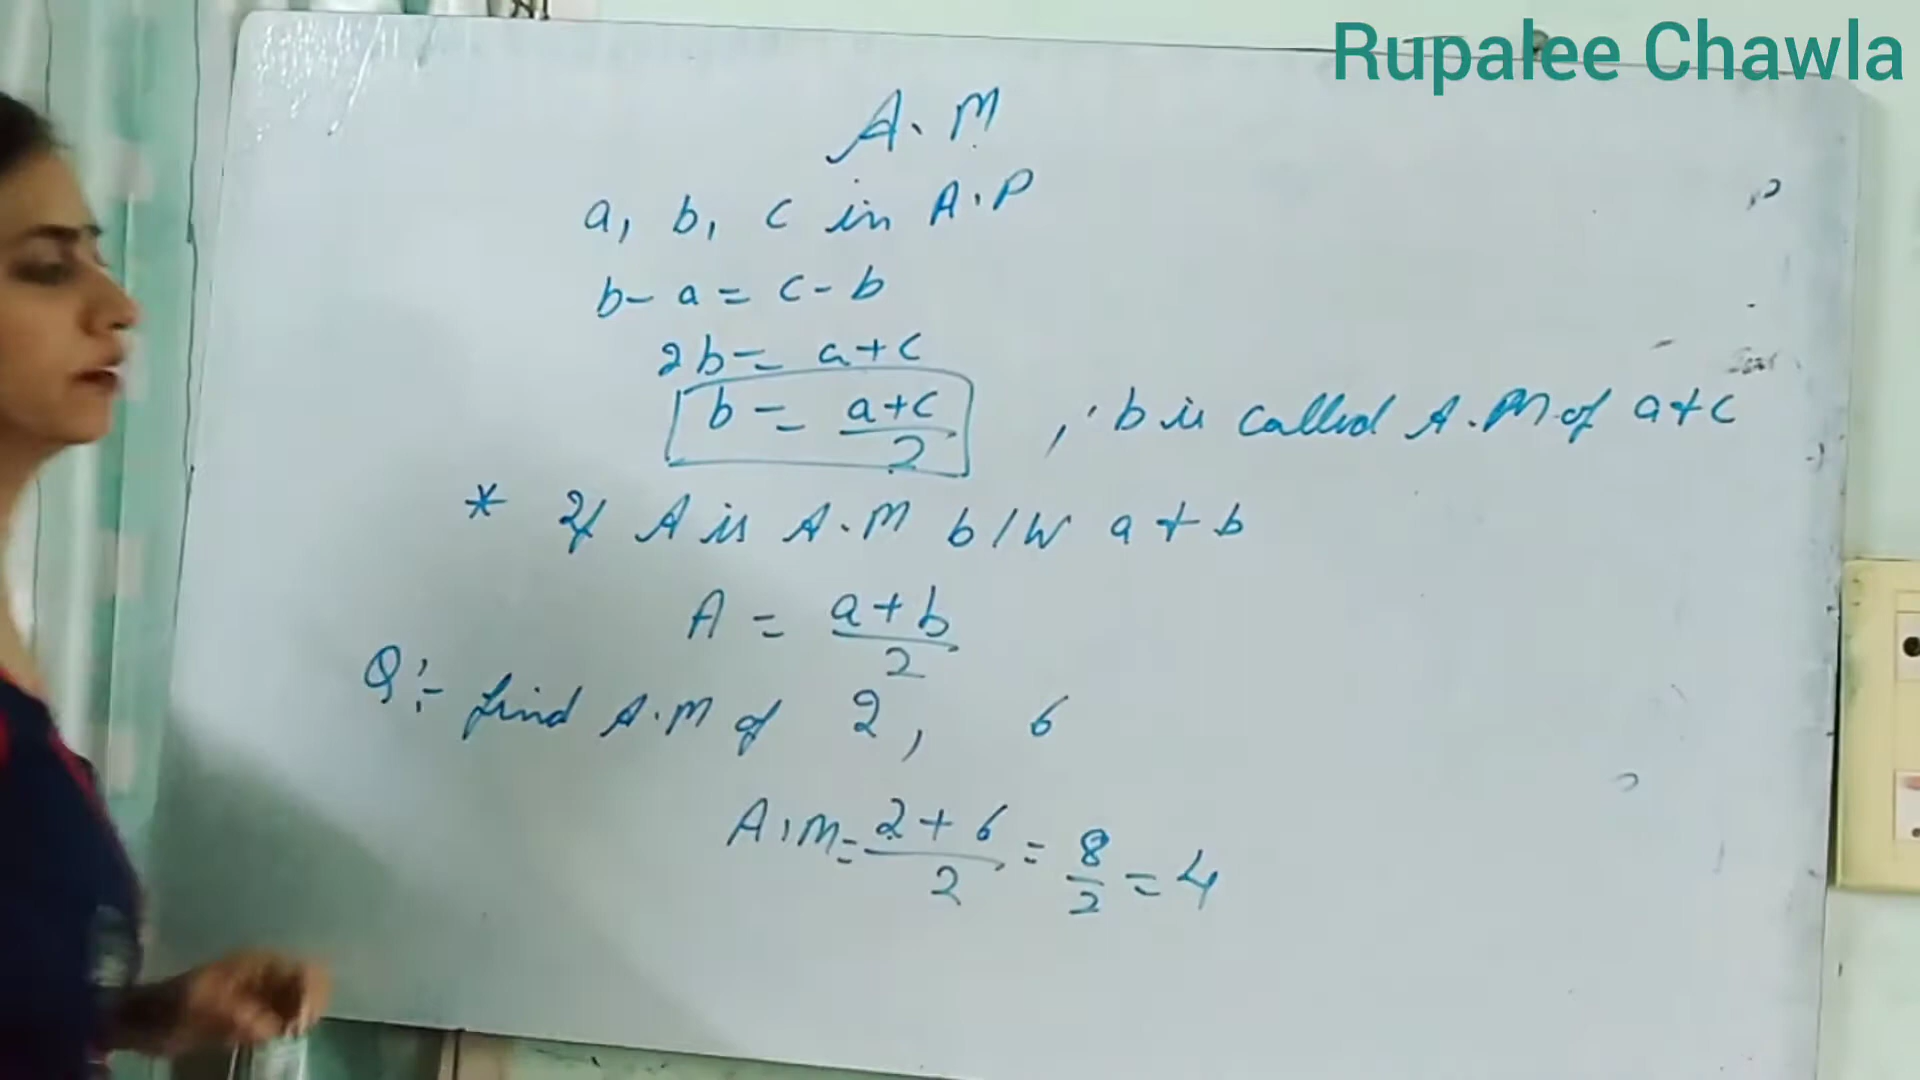 Rupalee Chawla
A.M
a, b, c in A.P
b - a = c - b
2b = a + c
b = a+c/2 , b is called A.M of a + c
* If A is A.M b/w a + b
A = a+b/2
Q:- find A.M of 2, 6
A.M = 2+6/2 = 8/2 = 4